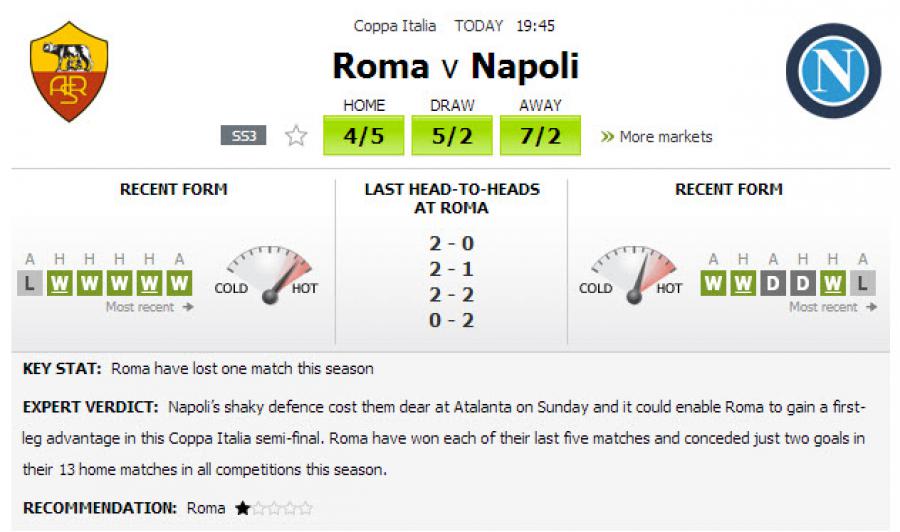 Coppa Italia TODAY 19:45
Roma v Napoli
HOME DRAW AWAY
SS3 4/5 5/2 7/2 » More markets
ASR
N
RECENT FORM
A H H H H A
L W W W W W
Most recent →
COLD HOT
LAST HEAD-TO-HEADS
AT ROMA
2 - 0
2 - 1
2 - 2
0 - 2
RECENT FORM
COLD HOT
A H A H H A
W W D D W L
Most recent →
KEY STAT: Roma have lost one match this season
EXPERT VERDICT: Napoli's shaky defence cost them dear at Atalanta on Sunday and it could enable Roma to gain a first-
leg advantage in this Coppa Italia semi-final. Roma have won each of their last five matches and conceded just two goals in
their 13 home matches in all competitions this season.
RECOMMENDATION: Roma ★☆☆☆☆